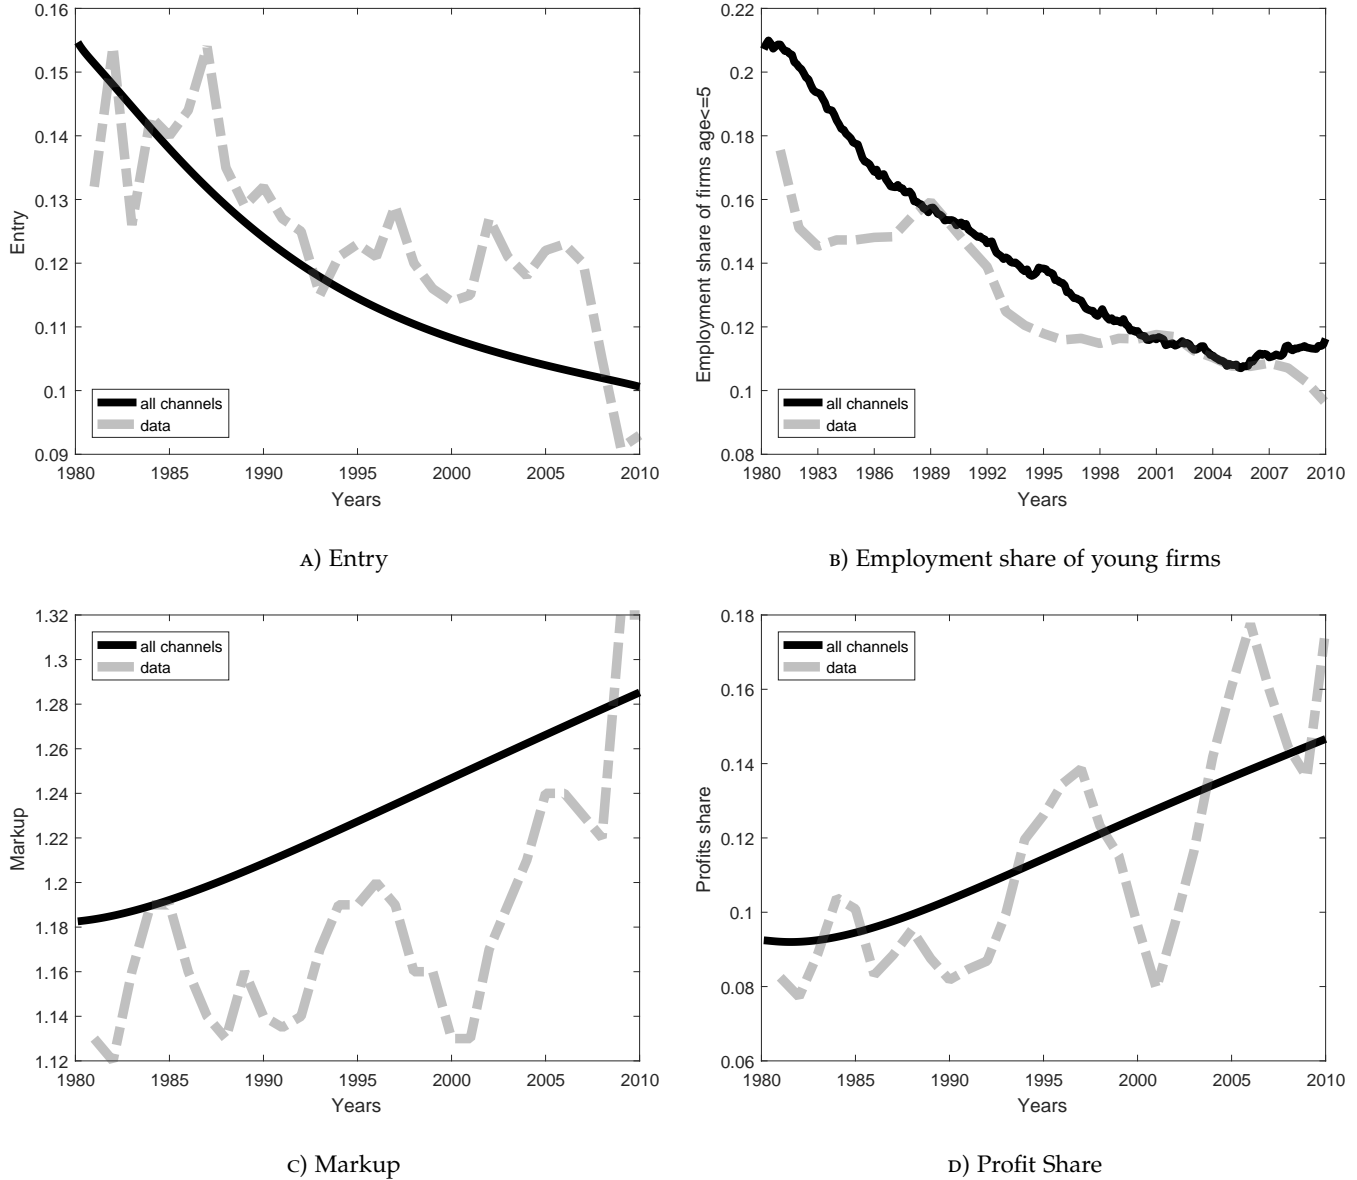 0.16
0.15
0.14
0.13
0.12
0.11
0.1
0.09
Entry
all channels
data
1980 1985 1990 1995 2000 2005 2010
Years
A) Entry
0.22
0.2
0.18
0.16
0.14
0.12
0.1
0.08
Employment share of firms age<=5
all channels
data
1980 1983 1986 1989 1992 1995 1998 2001 2004 2007 2010
Years
B) Employment share of young firms
1.32
1.3
1.28
1.26
1.24
1.22
1.2
1.18
1.16
1.14
1.12
Markup
all channels
data
1980 1985 1990 1995 2000 2005 2010
Years
C) Markup
0.18
0.16
0.14
0.12
0.1
0.08
0.06
Profits share
all channels
data
1980 1985 1990 1995 2000 2005 2010
Years
D) Profit Share